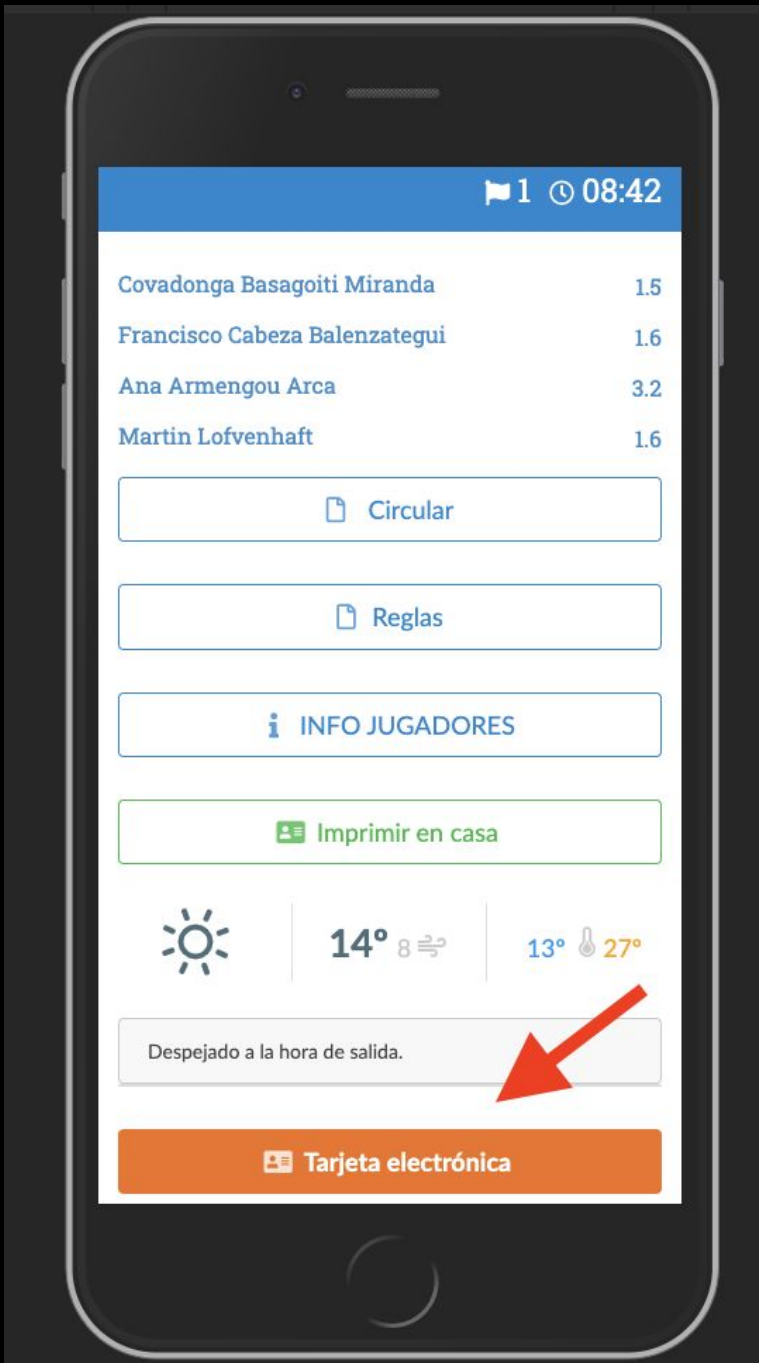 1 08:42
Covadonga Basagoiti Miranda 1.5
Francisco Cabeza Balenzategui 1.6
Ana Armengou Arca 3.2
Martin Lofvenhaft 1.6
Circular
Reglas
INFO JUGADORES
Imprimir en casa
14° 8 13° 27°
Despejado a la hora de salida.
Tarjeta electrónica